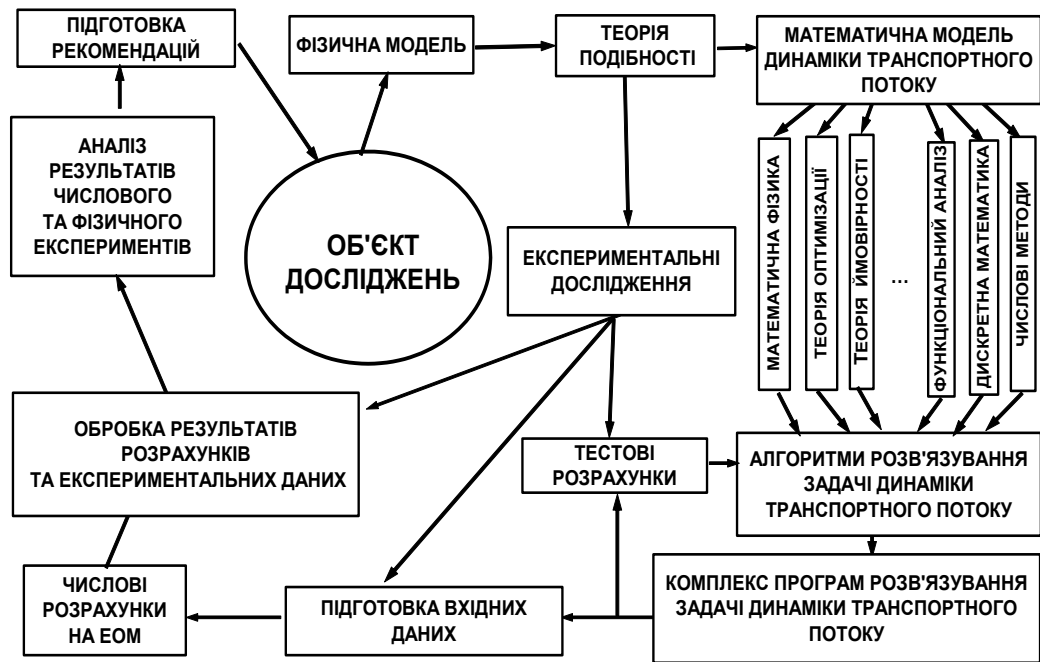 ПІДГОТОВКА
РЕКОМЕНДАЦІЙ
ФІЗИЧНА МОДЕЛЬ
ТЕОРІЯ
ПОДІБНОСТІ
МАТЕМАТИЧНА МОДЕЛЬ
ДИНАМІКИ ТРАНСПОРТНОГО
ПОТОКУ
АНАЛІЗ
РЕЗУЛЬТАТІВ
ЧИСЛОВОГО
ТА ФІЗИЧНОГО
ЕКСПЕРИМЕНТІВ
ОБ'ЄКТ
ДОСЛІДЖЕНЬ
ЕКСПЕРИМЕНТАЛЬНІ
ДОСЛІДЖЕННЯ
МАТЕМАТИЧНА ФІЗИКА
ТЕОРІЯ ОПТИМІЗАЦІЇ
ТЕОРІЯ ЙМОВІРНОСТІ
...
ФУНКЦІОНАЛЬНИЙ АНАЛІЗ
ДИСКРЕТНА МАТЕМАТИКА
ЧИСЛОВІ МЕТОДИ
ОБРОБКА РЕЗУЛЬТАТІВ
РОЗРАХУНКІВ
ТА ЕКСПЕРИМЕНТАЛЬНИХ ДАНИХ
ТЕСТОВІ
РОЗРАХУНКИ
АЛГОРИТМИ РОЗВ'ЯЗУВАННЯ
ЗАДАЧІ ДИНАМІКИ
ТРАНСПОРТНОГО ПОТОКУ
ЧИСЛОВІ
РОЗРАХУНКИ
НА ЕОМ
ПІДГОТОВКА ВХІДНИХ
ДАНИХ
КОМПЛЕКС ПРОГРАМ РОЗВ'ЯЗУВАННЯ
ЗАДАЧІ ДИНАМІКИ ТРАНСПОРТНОГО
ПОТОКУ